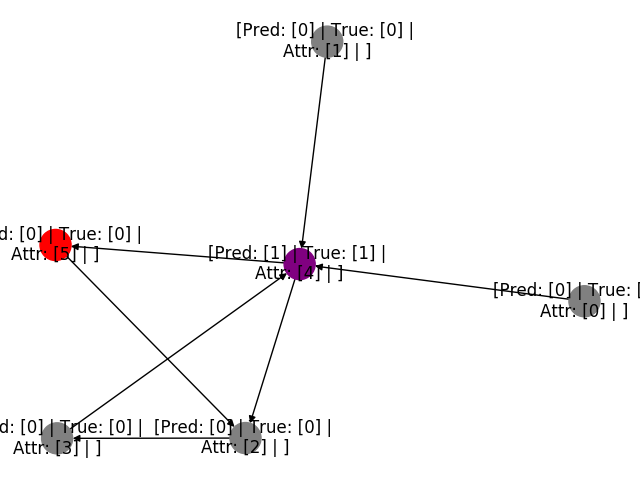 [Pred: [0] | True: [0] |
Attr: [1] | ]
d: [0] | True: [0] |
Attr: [5] | ]
[Pred: [1] | True: [1] |
Attr: [4] | ]
[Pred: [0] | True: [
Attr: [0] | ]
d: [0] | True: [0] |
Attr: [3] | ]
[Pred: [0] | True: [0] |
Attr: [2] | ]